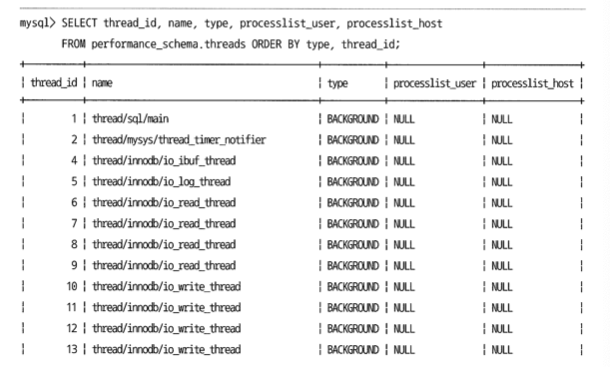 mysql> SELECT thread_id, name, type, processlist_user, processlist_host
FROM performance_schema.threads ORDER BY type, thread_id;
+-----------+---------------------------------+------------+------------------+------------------+
| thread_id | name | type | processlist_user | processlist_host |
+-----------+---------------------------------+------------+------------------+------------------+
| 1 | thread/sql/main | BACKGROUND | NULL | NULL |
| 2 | thread/mysys/thread_timer_notifier | BACKGROUND | NULL | NULL |
| 4 | thread/innodb/io_ibuf_thread | BACKGROUND | NULL | NULL |
| 5 | thread/innodb/io_log_thread | BACKGROUND | NULL | NULL |
| 6 | thread/innodb/io_read_thread | BACKGROUND | NULL | NULL |
| 7 | thread/innodb/io_read_thread | BACKGROUND | NULL | NULL |
| 8 | thread/innodb/io_read_thread | BACKGROUND | NULL | NULL |
| 9 | thread/innodb/io_read_thread | BACKGROUND | NULL | NULL |
| 10 | thread/innodb/io_write_thread | BACKGROUND | NULL | NULL |
| 11 | thread/innodb/io_write_thread | BACKGROUND | NULL | NULL |
| 12 | thread/innodb/io_write_thread | BACKGROUND | NULL | NULL |
| 13 | thread/innodb/io_write_thread | BACKGROUND | NULL | NULL |